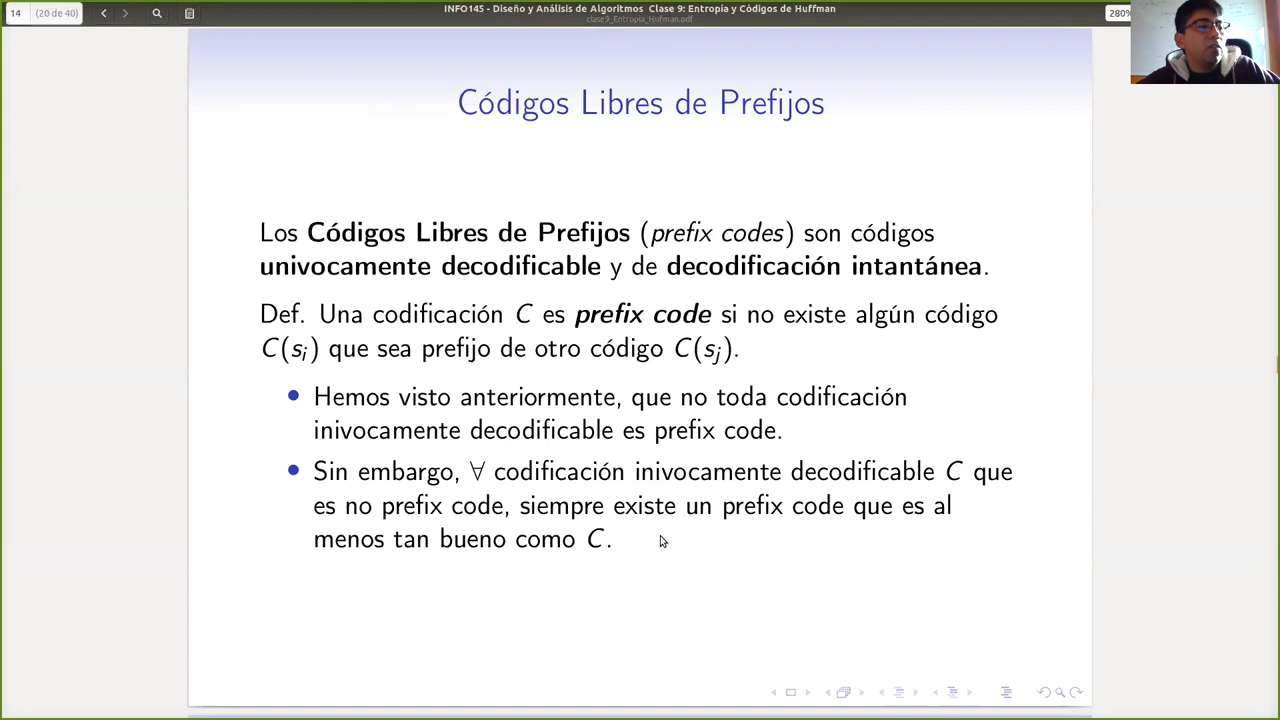 14 (20 de 40)
INFO145 - Diseño y Análisis de Algoritmos Clase 9: Entropía y Códigos de Huffman
clase9_Entropia_Hufman.pdf
280%
Códigos Libres de Prefijos
Los Códigos Libres de Prefijos (prefix codes) son códigos
univocamente decodificable y de decodificación intantánea.
Def. Una codificación C es prefix code si no existe algún código
C(si) que sea prefijo de otro código C(sj).
• Hemos visto anteriormente, que no toda codificación
inivocamente decodificable es prefix code.
• Sin embargo, ∀ codificación inivocamente decodificable C que
es no prefix code, siempre existe un prefix code que es al
menos tan bueno como C.